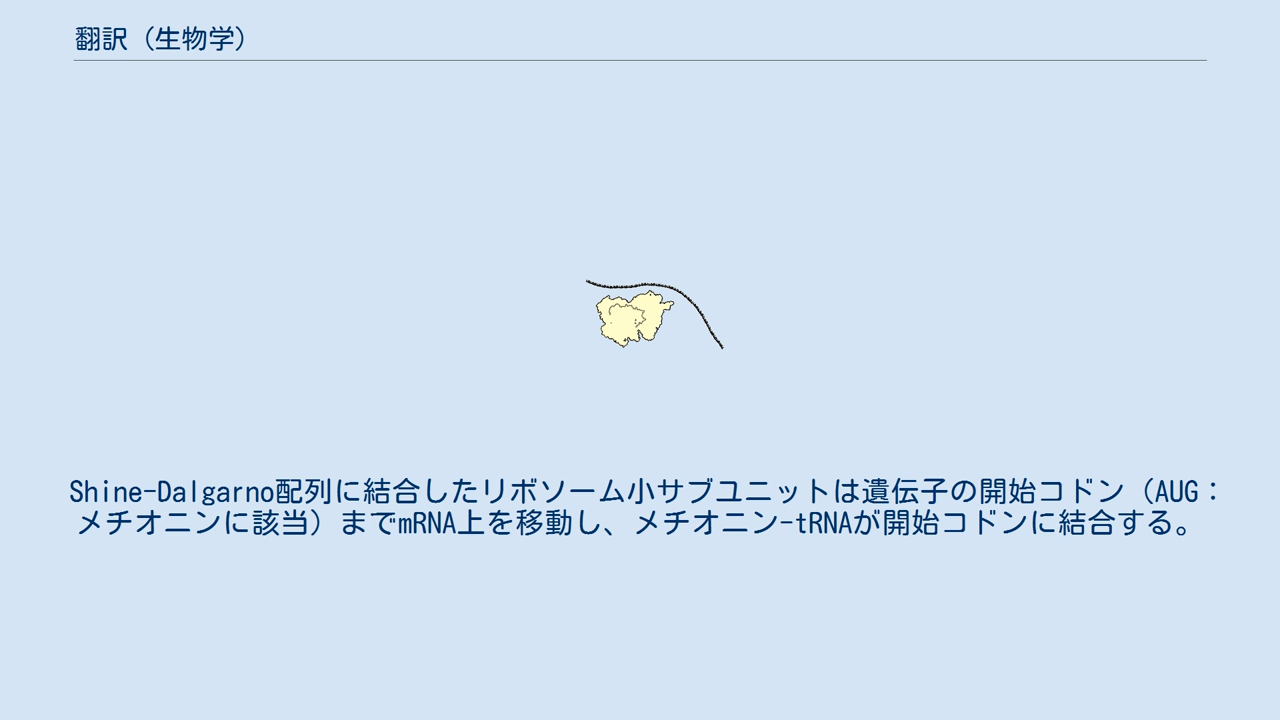 翻訳（生物学）
Shine-Dalgarno配列に結合したリボソーム小サブユニットは遺伝子の開始コドン（AUG：
メチオニンに該当）までmRNA上を移動し、メチオニン-tRNAが開始コドンに結合する。